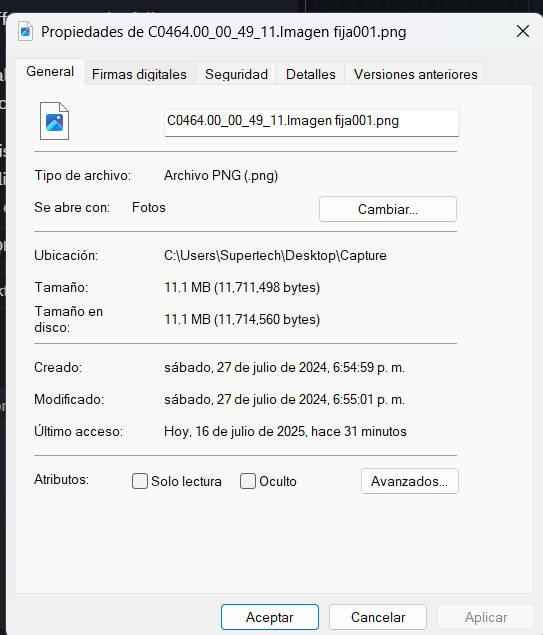 Propiedades de C0464.00_00_49_11.Imagen fija001.png
General
Firmas digitales
Seguridad
Detalles
Versiones anteriores
C0464.00_00_49_11.Imagen fija001.png
Tipo de archivo: Archivo PNG (.png)
Se abre con: Fotos
Cambiar...
Ubicación: C:\Users\Supertech\Desktop\Capture
Tamaño: 11.1 MB (11,711,498 bytes)
Tamaño en
disco: 11.1 MB (11,714,560 bytes)
Creado: sábado, 27 de julio de 2024, 6:54:59 p. m.
Modificado: sábado, 27 de julio de 2024, 6:55:01 p. m.
Último acceso: Hoy, 16 de julio de 2025, hace 31 minutos
Atributos: Solo lectura Oculto Avanzados...
Aceptar Cancelar Aplicar